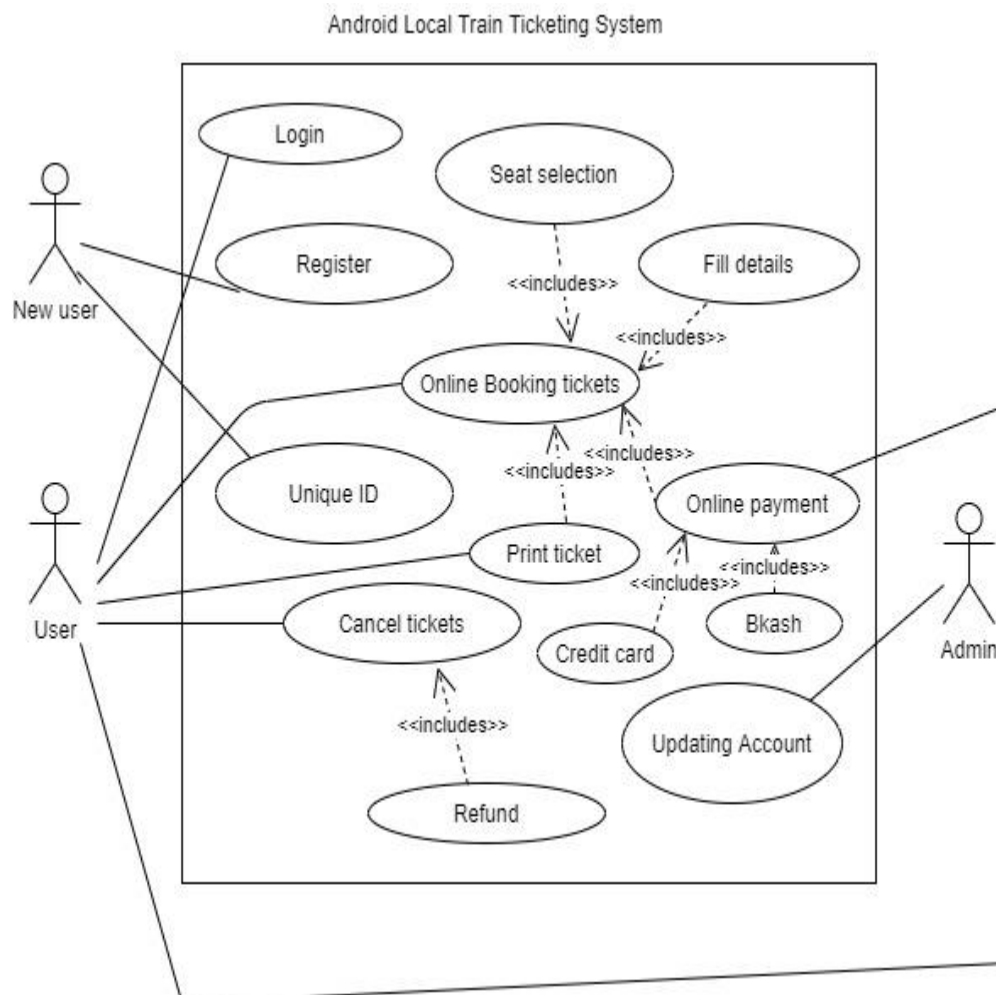 Android Local Train Ticketing System
Login
Seat selection
Register
Fill details
New user
<<includes>>
<<includes>>
Online Booking tickets
<<includes>>
<<includes>>
Unique ID
Online payment
Print ticket
<<includes>>
<<includes>>
User
Cancel tickets
Bkash
Credit card
Admin
<<includes>>
Updating Account
Refund